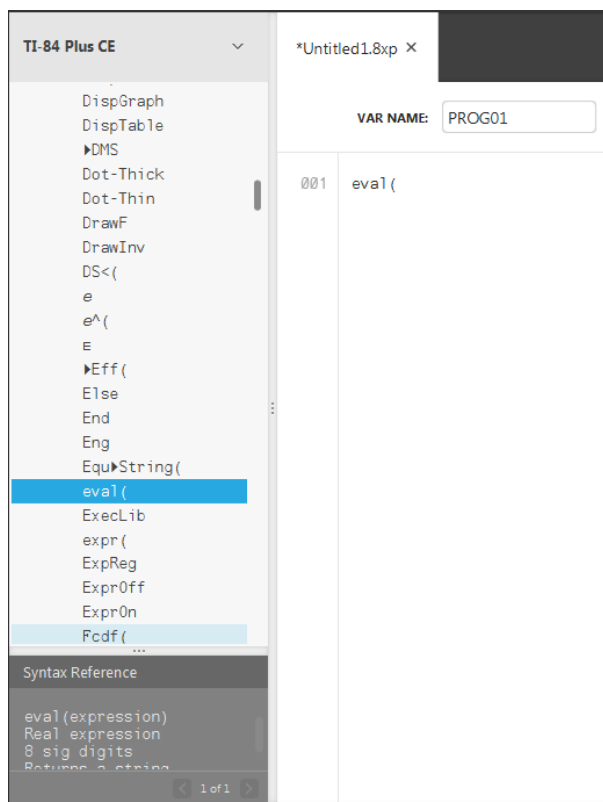 TI-84 Plus CE
DispGraph
DispTable
▶DMS
Dot-Thick
Dot-Thin
DrawF
DrawInv
DS<(
e
e^(
ᴇ
▶Eff(
Else
End
Eng
Equ▶String(
eval(
ExecLib
expr(
ExpReg
ExprOff
ExprOn
Fcdf(
Syntax Reference
eval(expression)
Real expression
8 sig digits
Returns a string
< 1 of 1 >
*Untitled1.8xp ×
VAR NAME: PROG01
001 eval(